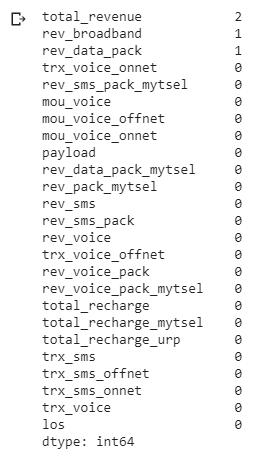 total_revenue 2
rev_broadband 1
rev_data_pack 1
trx_voice_onnet 0
rev_sms_pack_mytsel 0
mou_voice 0
mou_voice_offnet 0
mou_voice_onnet 0
payload 0
rev_data_pack_mytsel 0
rev_pack_mytsel 0
rev_sms 0
rev_sms_pack 0
rev_voice 0
trx_voice_offnet 0
rev_voice_pack 0
rev_voice_pack_mytsel 0
total_recharge 0
total_recharge_mytsel 0
total_recharge_urp 0
trx_sms 0
trx_sms_offnet 0
trx_sms_onnet 0
trx_voice 0
los 0
dtype: int64